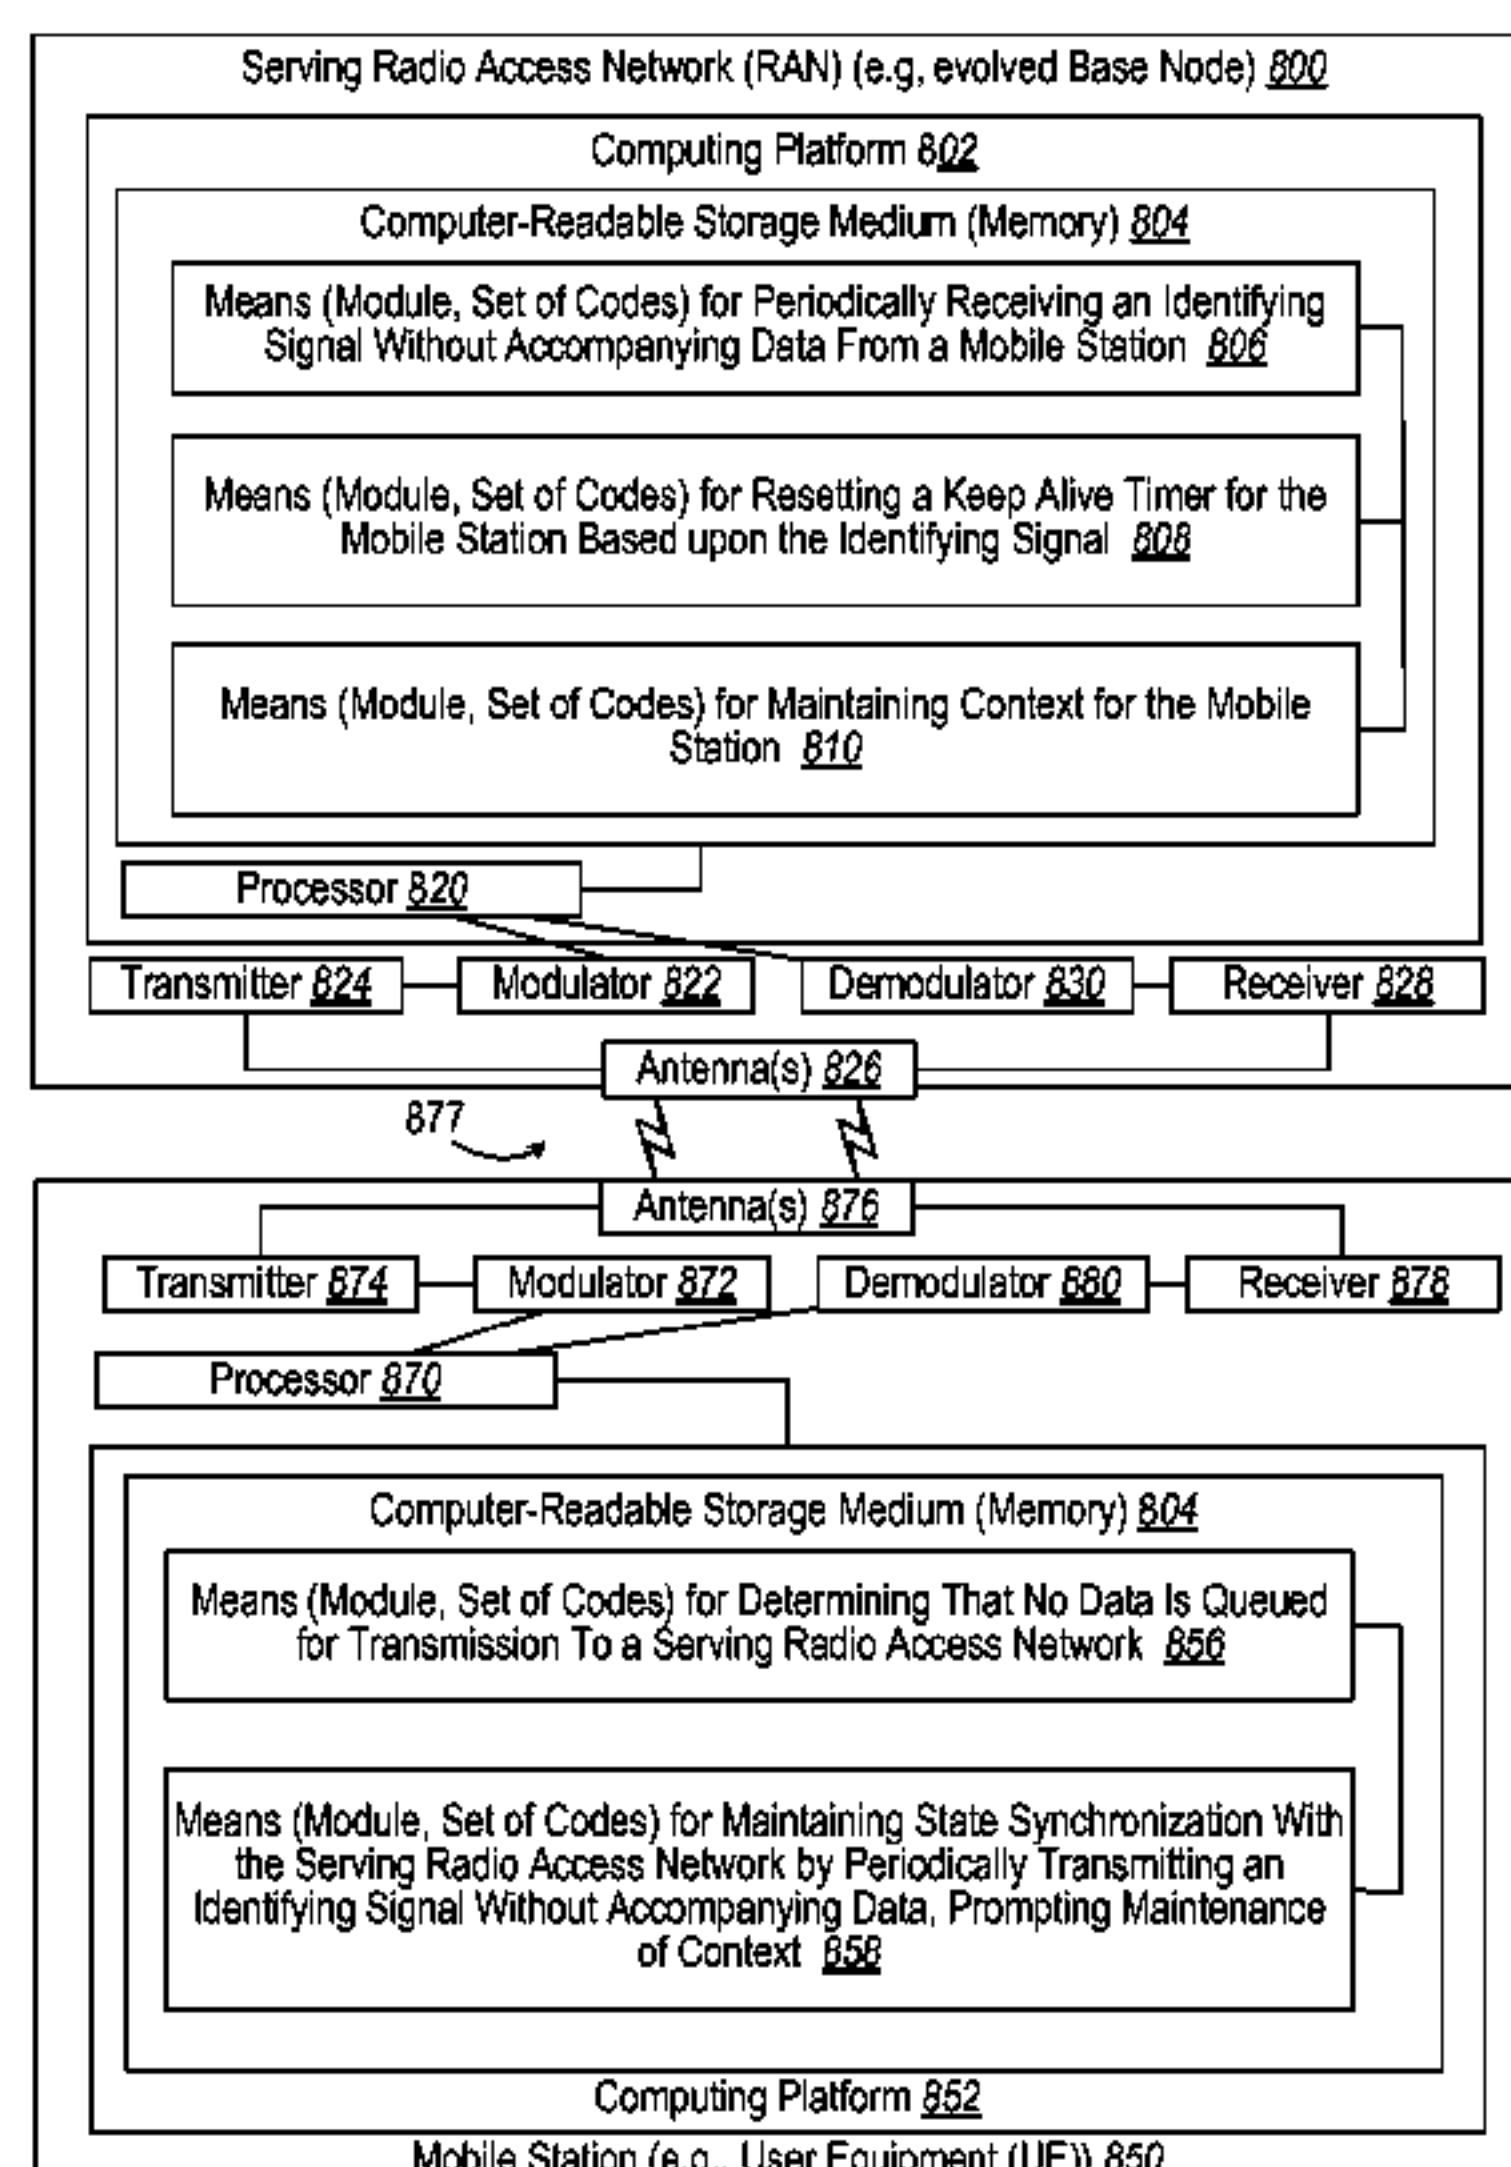 Serving Radio Access Network (RAN) (e.g, evolved Base Node) 800
Computing Platform 802
Computer-Readable Storage Medium (Memory) 804
Means (Module, Set of Codes) for Periodically Receiving an Identifying
Signal Without Accompanying Data From a Mobile Station 806
Means (Module, Set of Codes) for Resetting a Keep Alive Timer for the
Mobile Station Based upon the Identifying Signal 808
Means (Module, Set of Codes) for Maintaining Context for the Mobile
Station 810
Processor 820
Transmitter 824
Modulator 822
Demodulator 830
Receiver 828
Antenna(s) 826
877
Antenna(s) 876
Transmitter 874
Modulator 872
Demodulator 880
Receiver 878
Processor 870
Computer-Readable Storage Medium (Memory) 804
Means (Module, Set of Codes) for Determining That No Data Is Queued
for Transmission To a Serving Radio Access Network 856
Means (Module, Set of Codes) for Maintaining State Synchronization With
the Serving Radio Access Network by Periodically Transmitting an
Identifying Signal Without Accompanying Data, Prompting Maintenance
of Context 858
Computing Platform 852
Mobile Station (e.g., User Equipment (UE)) 850